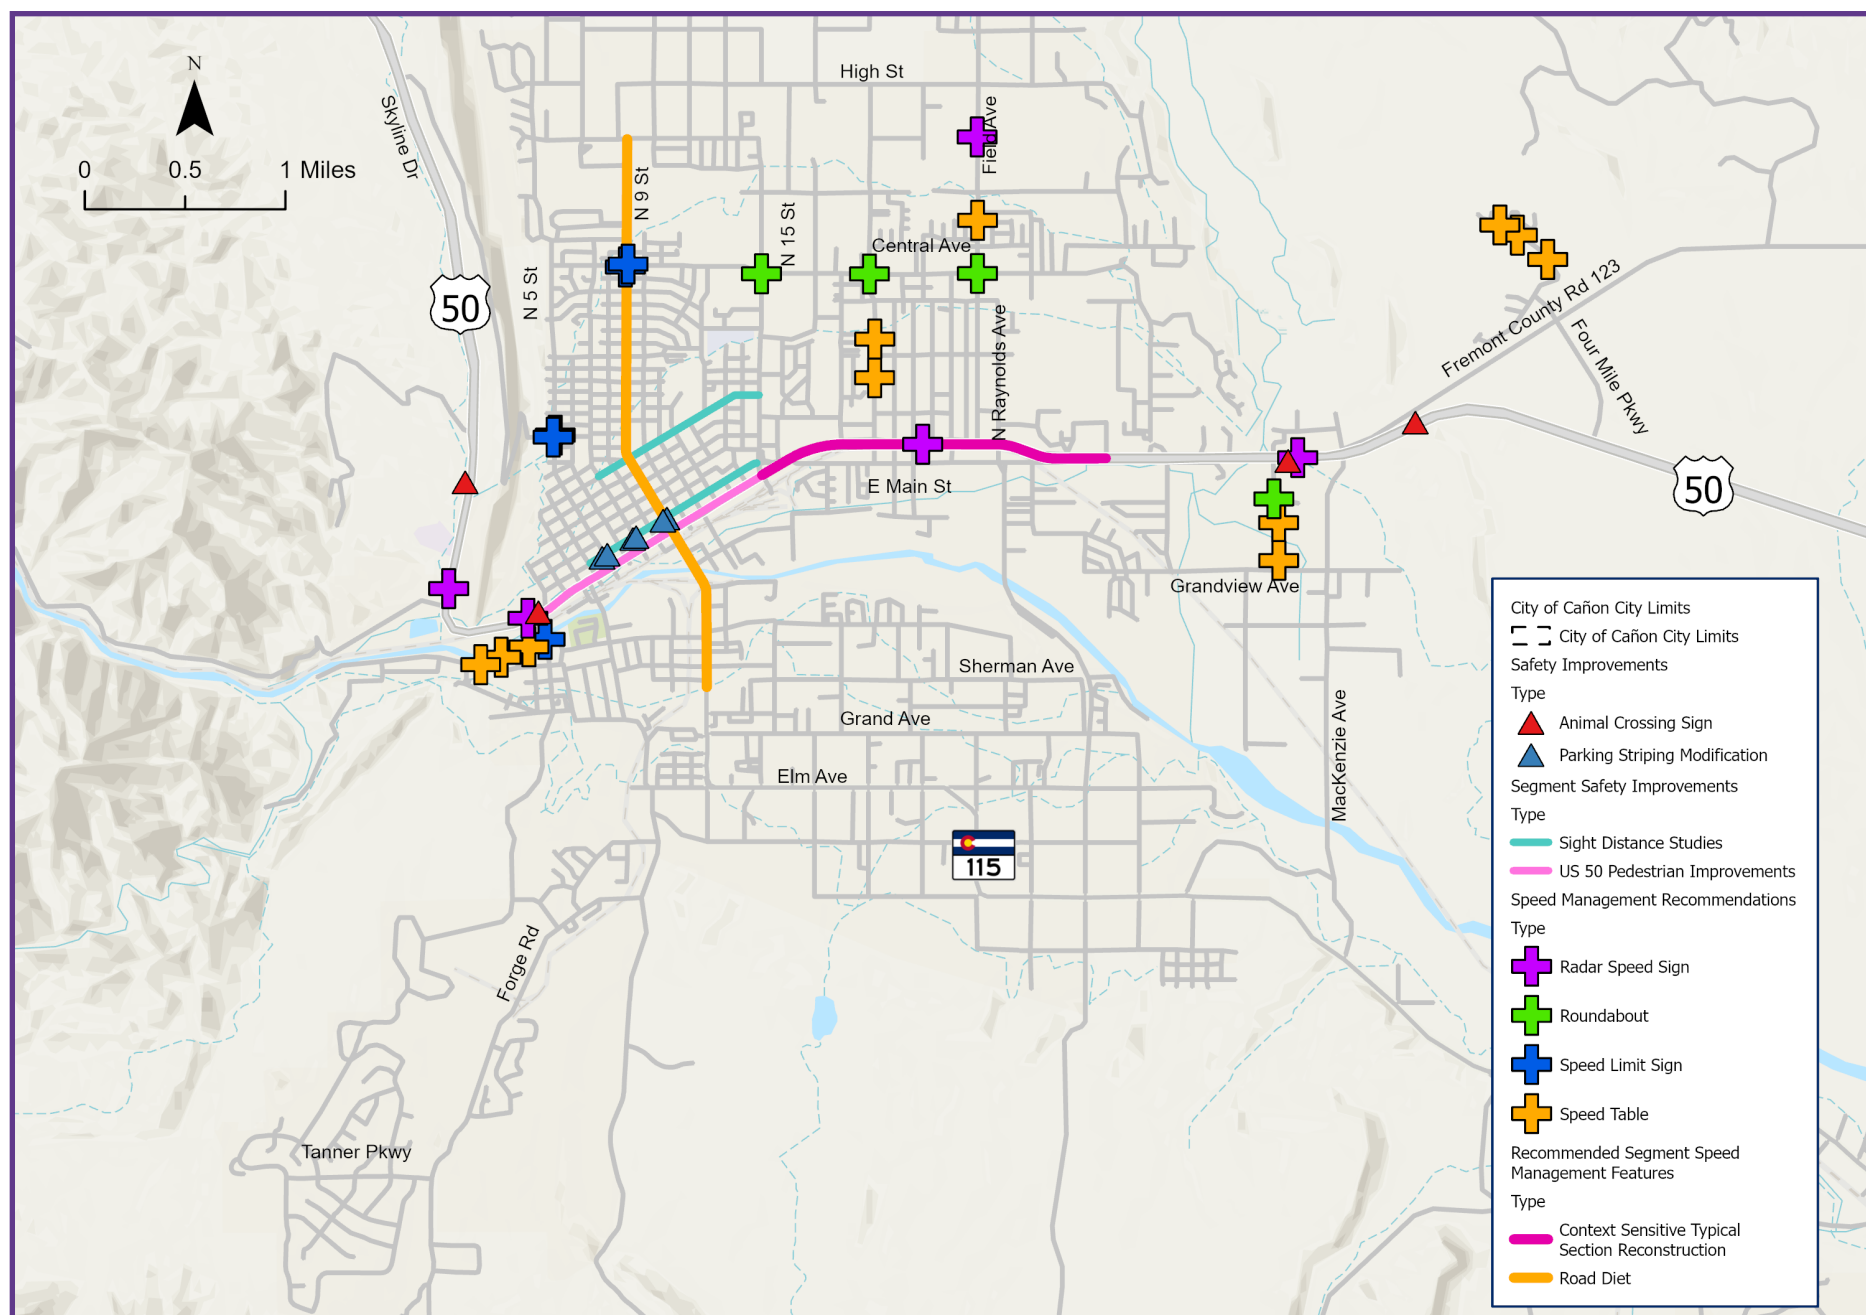 N
0 0.5 1 Miles
High St
Skyline Dr
Field Ave
N 9 St
N 15 St
Central Ave
N 5 St
50
Fremont County Rd 123
Four Mile Pkwy
N Raynolds Ave
E Main St
50
Grandview Ave
Sherman Ave
Grand Ave
MacKenzie Ave
Elm Ave
115
Forge Rd
Tanner Pkwy
City of Cañon City Limits
City of Cañon City Limits
Safety Improvements
Type
Animal Crossing Sign
Parking Striping Modification
Segment Safety Improvements
Type
Sight Distance Studies
US 50 Pedestrian Improvements
Speed Management Recommendations
Type
Radar Speed Sign
Roundabout
Speed Limit Sign
Speed Table
Recommended Segment Speed
Management Features
Type
Context Sensitive Typical
Section Reconstruction
Road Diet